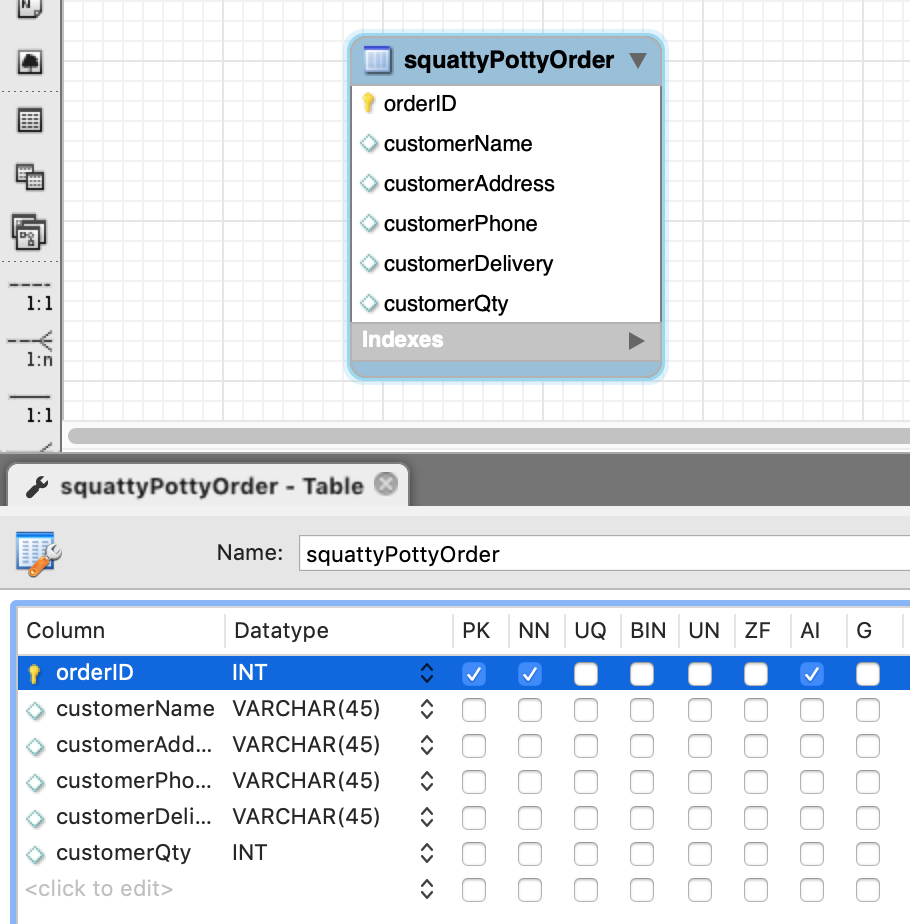 N
squattyPottyOrder
orderID
customerName
customerAddress
customerPhone
customerDelivery
customerQty
Indexes
1:1
1:n
1:1
squattyPottyOrder - Table
Name: squattyPottyOrder
Column Datatype PK NN UQ BIN UN ZF AI G
orderID INT
customerName VARCHAR(45)
customerAdd... VARCHAR(45)
customerPho... VARCHAR(45)
customerDeli... VARCHAR(45)
customerQty INT
<click to edit>